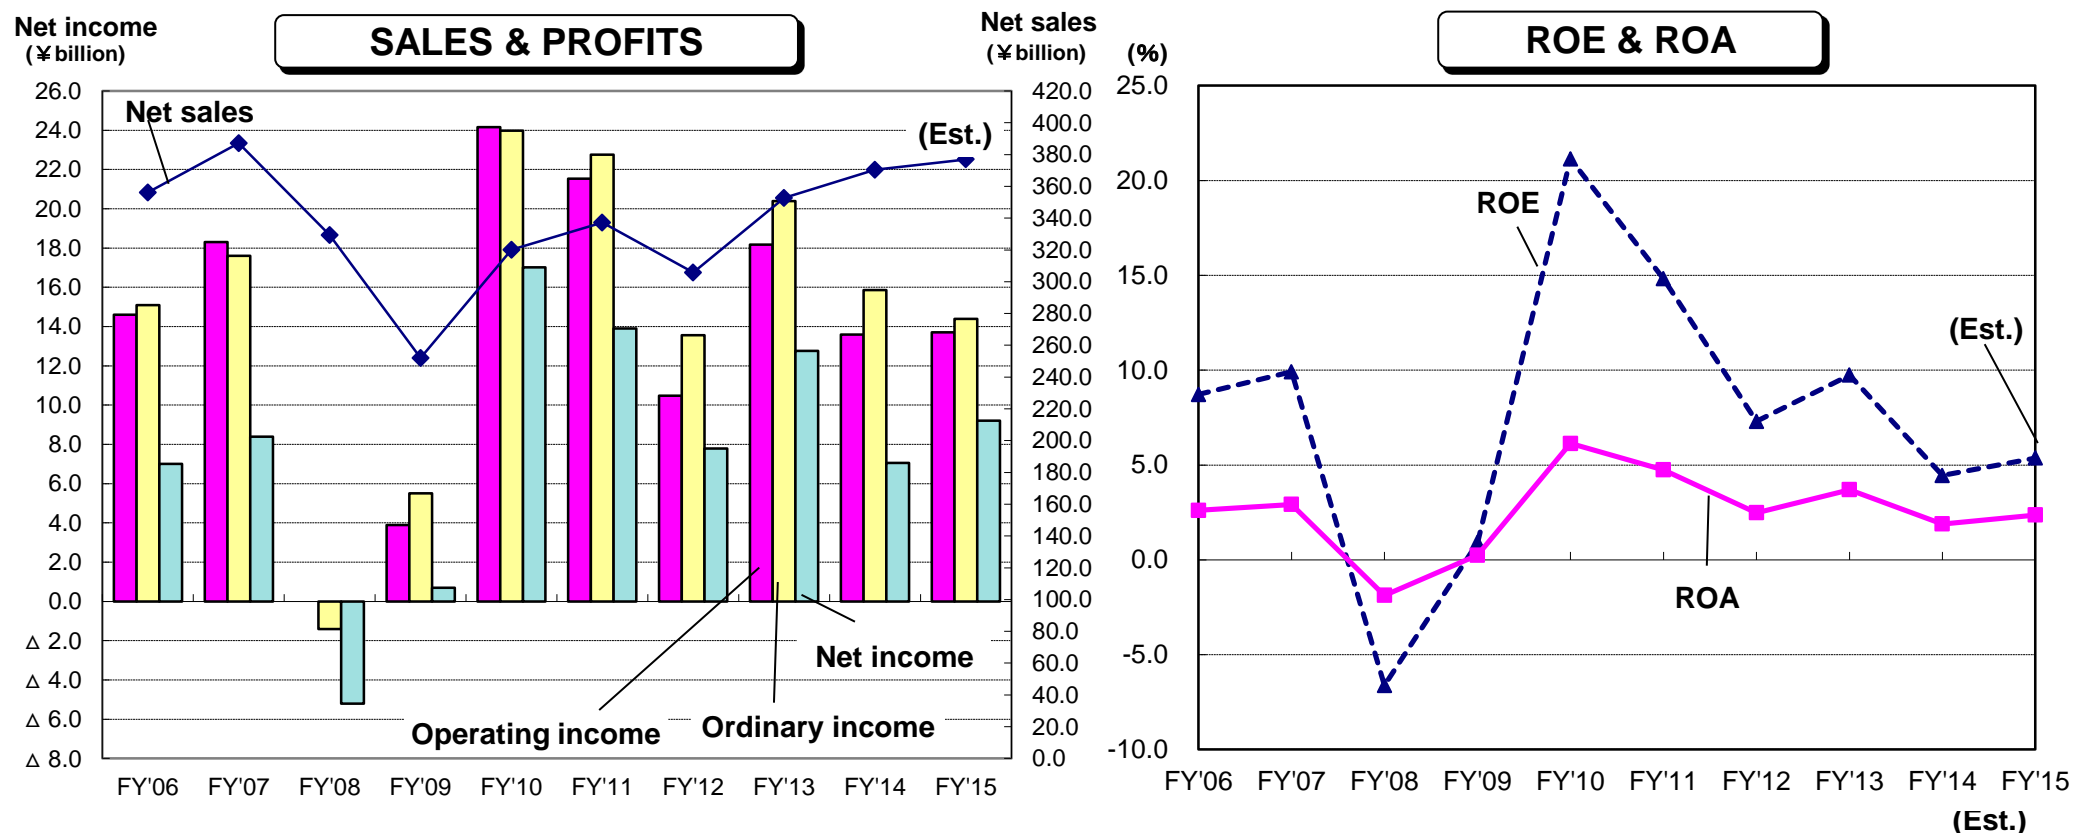 SALES & PROFITS
Net income
(¥billion)
Net sales
(¥billion)
26.0
24.0
22.0
20.0
18.0
16.0
14.0
12.0
10.0
8.0
6.0
4.0
2.0
0.0
△ 2.0
△ 4.0
△ 6.0
△ 8.0
420.0
400.0
380.0
360.0
340.0
320.0
300.0
280.0
260.0
240.0
220.0
200.0
180.0
160.0
140.0
120.0
100.0
80.0
60.0
40.0
20.0
0.0
Net sales
(Est.)
Net income
Operating income
Ordinary income
FY'06 FY'07 FY'08 FY'09 FY'10 FY'11 FY'12 FY'13 FY'14 FY'15
ROE & ROA
(%)
25.0
20.0
15.0
10.0
5.0
0.0
-5.0
-10.0
ROE
(Est.)
ROA
FY'06 FY'07 FY'08 FY'09 FY'10 FY'11 FY'12 FY'13 FY'14 FY'15
(Est.)